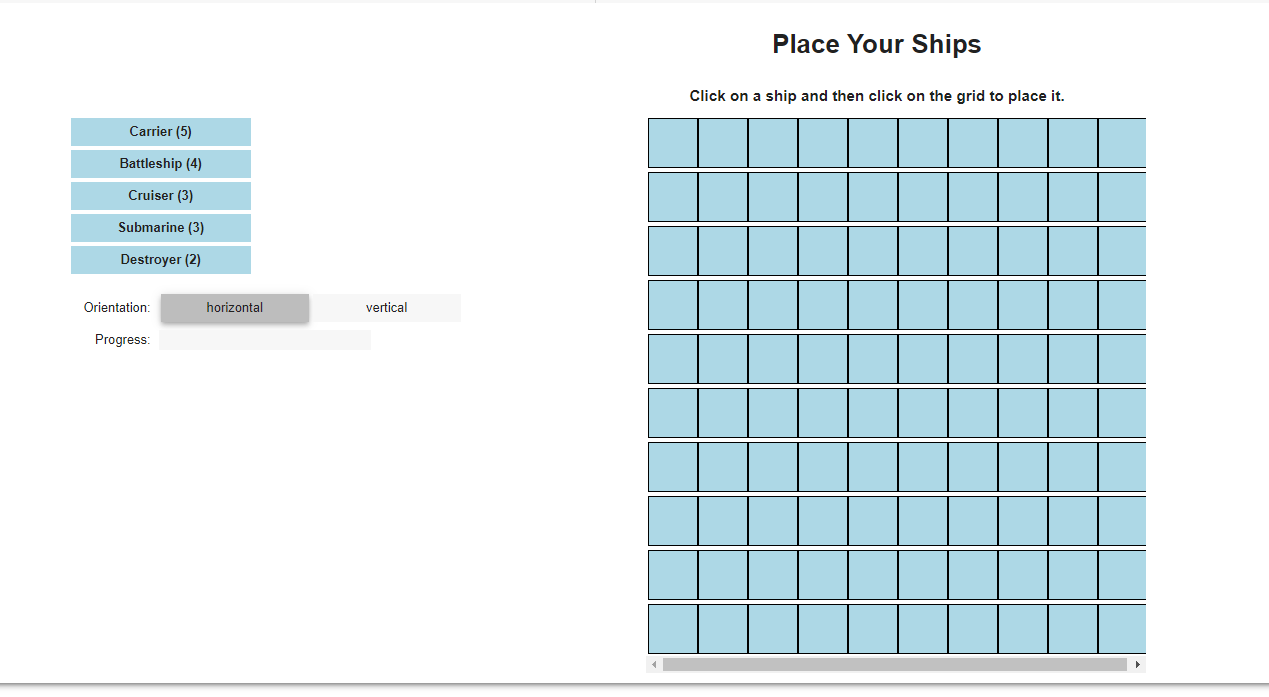 Place Your Ships
Click on a ship and then click on the grid to place it.
Carrier (5)
Battleship (4)
Cruiser (3)
Submarine (3)
Destroyer (2)
Orientation: horizontal vertical
Progress: